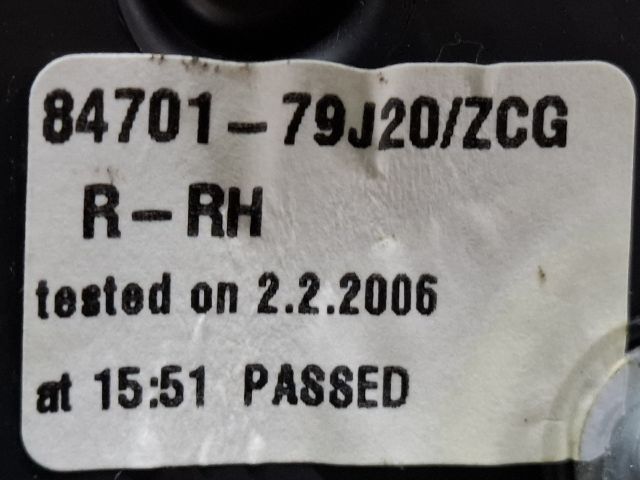 84701-79J20/ZCG
R-RH
tested on 2.2.2006
at 15:51 PASSED